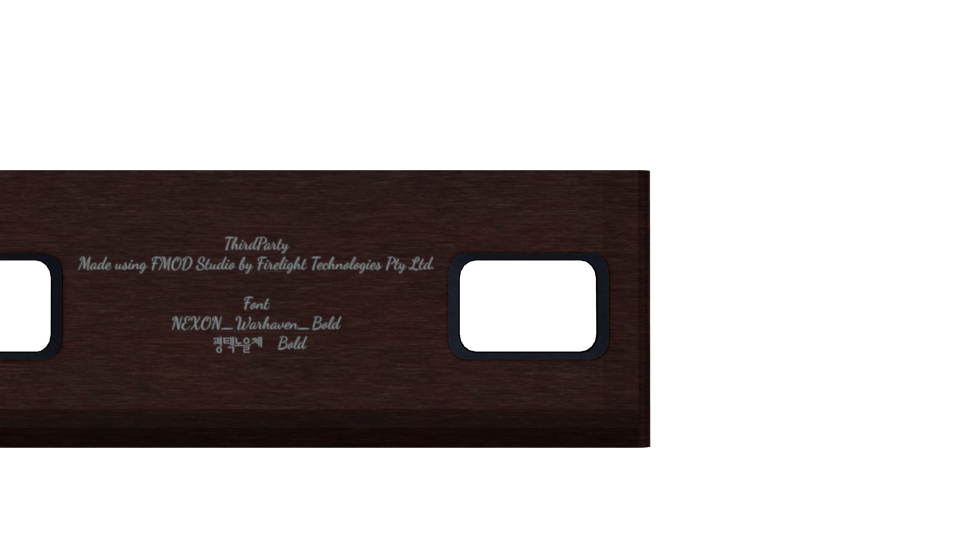 ThirdParty
Made using FMOD Studio by Firelight Technologies Pty Ltd.
Font
NEXON_Warhaven_Bold
평택노을체 Bold